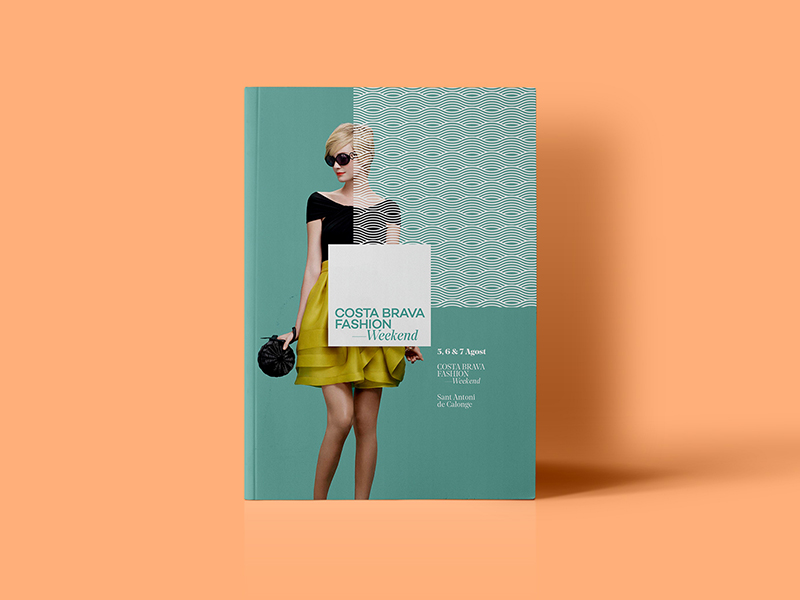 COSTA BRAVA
FASHION
—Weekend
5, 6 & 7 Agost
COSTA BRAVA
FASHION
—Weekend
Sant Antoni
de Calonge